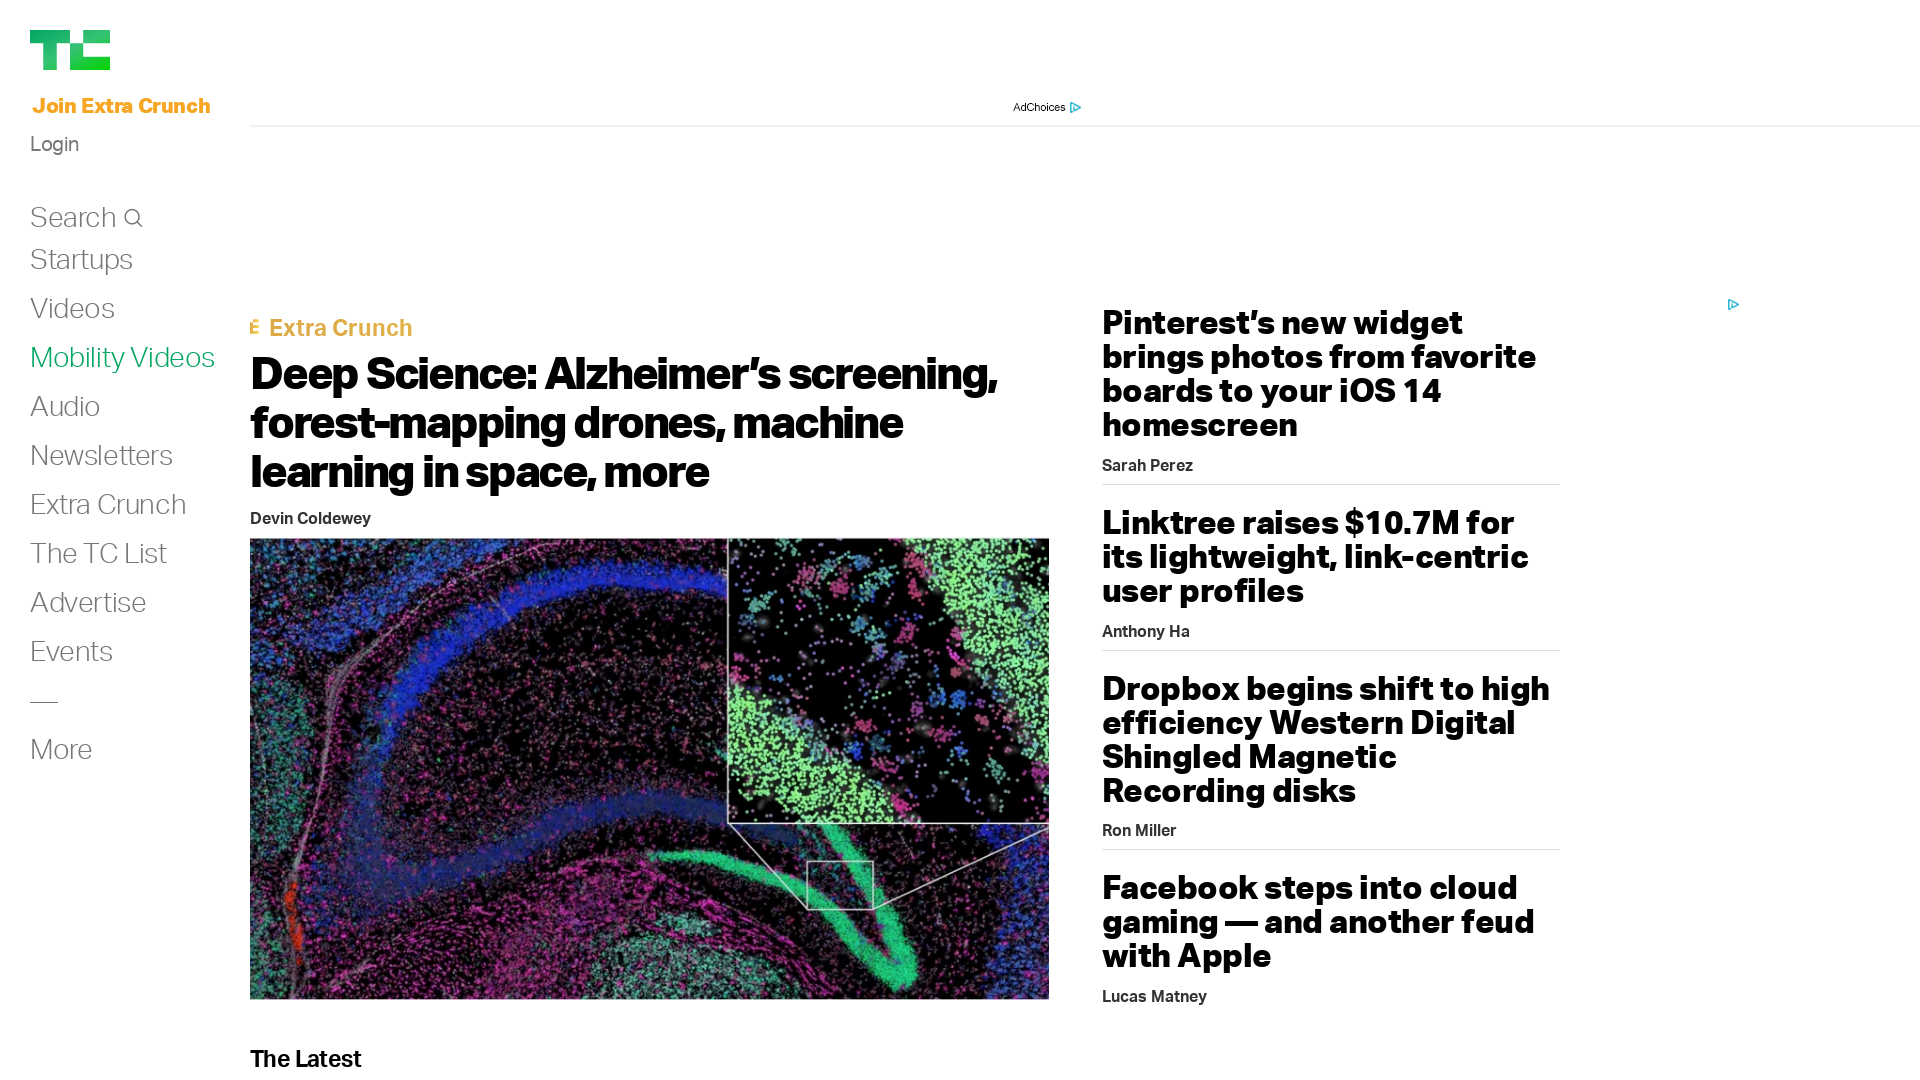 TC
Join Extra Crunch
Login
Search
Startups
Videos
Mobility Videos
Audio
Newsletters
Extra Crunch
The TC List
Advertise
Events
More
AdChoices
Extra Crunch
Deep Science: Alzheimer’s screening,
forest-mapping drones, machine
learning in space, more
Devin Coldewey
Pinterest’s new widget
brings photos from favorite
boards to your iOS 14
homescreen
Sarah Perez
Linktree raises $10.7M for
its lightweight, link-centric
user profiles
Anthony Ha
Dropbox begins shift to high
efficiency Western Digital
Shingled Magnetic
Recording disks
Ron Miller
Facebook steps into cloud
gaming — and another feud
with Apple
Lucas Matney
The Latest